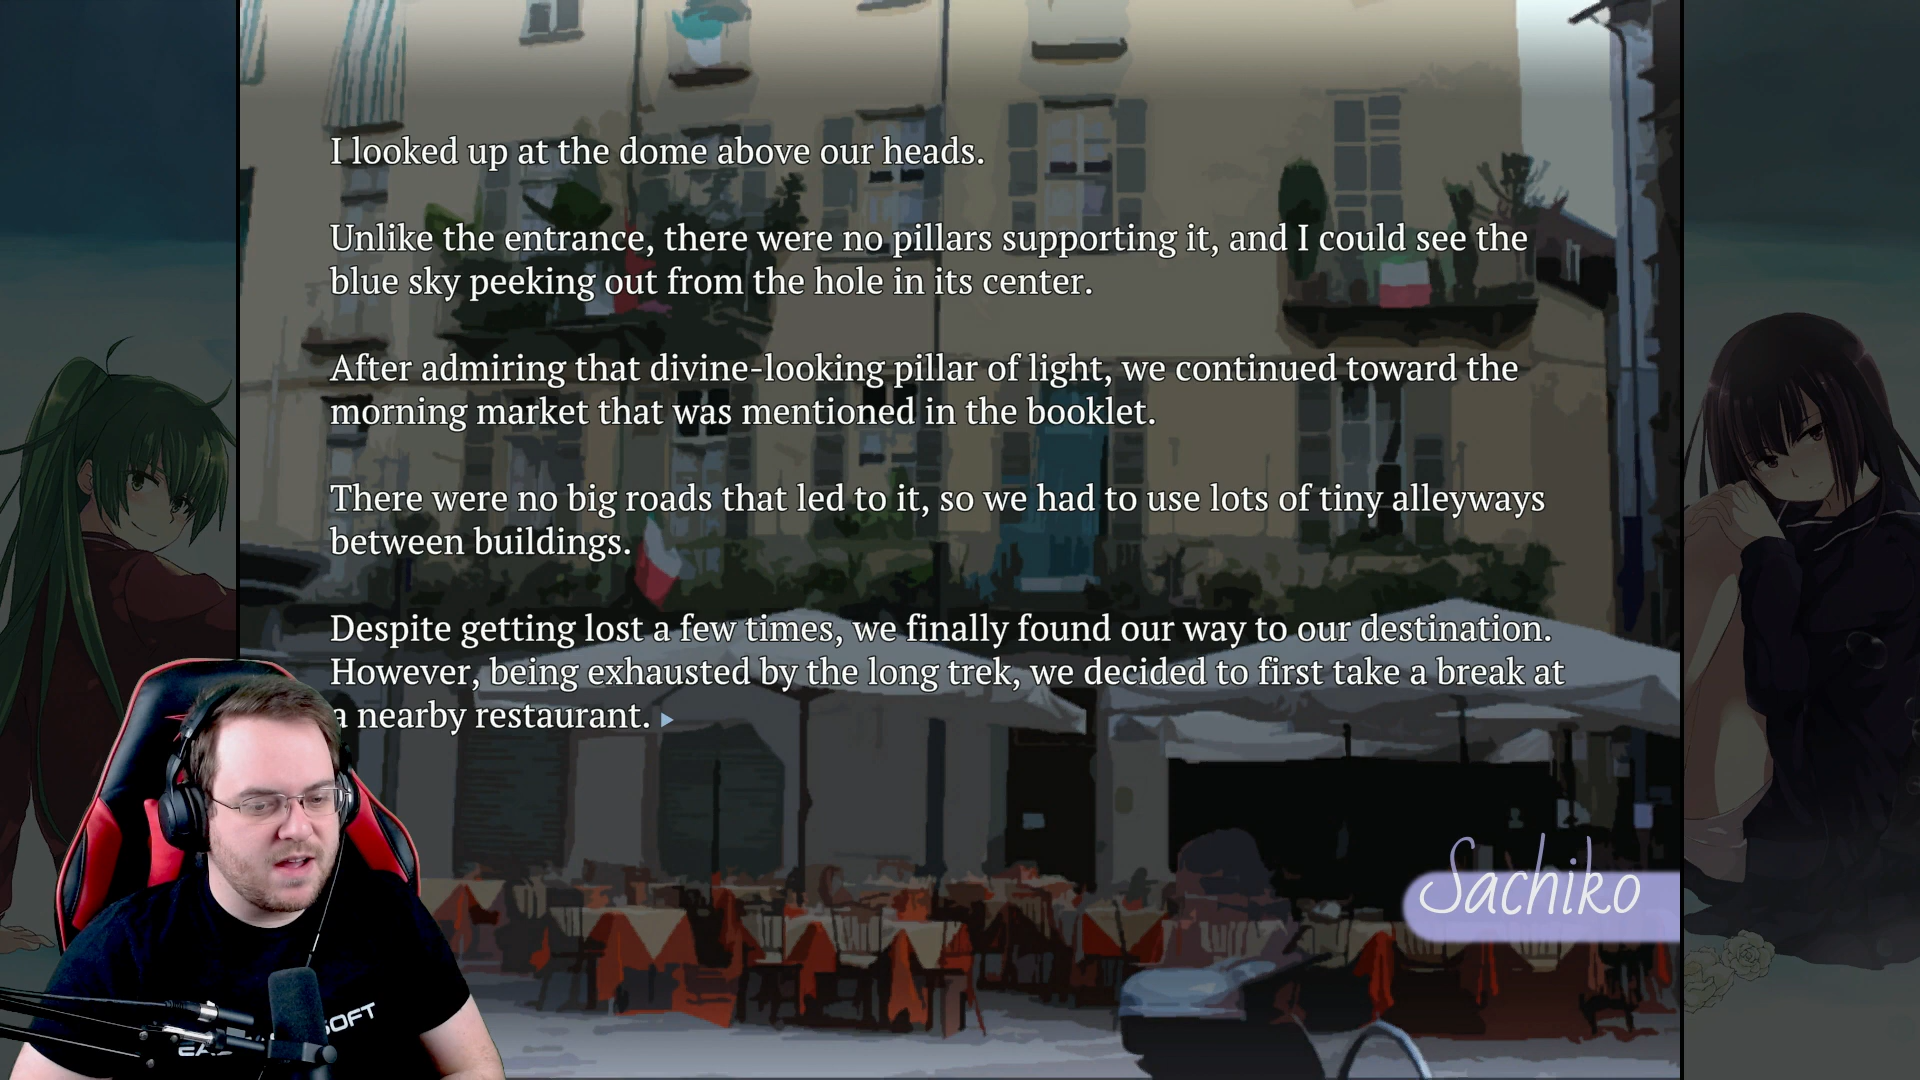 I looked up at the dome above our heads.
Unlike the entrance, there were no pillars supporting it, and I could see the
blue sky peeking out from the hole in its center.
After admiring that divine-looking pillar of light, we continued toward the
morning market that was mentioned in the booklet.
There were no big roads that led to it, so we had to use lots of tiny alleyways
between buildings.
Despite getting lost a few times, we finally found our way to our destination.
However, being exhausted by the long trek, we decided to first take a break at
a nearby restaurant.
Sachiko